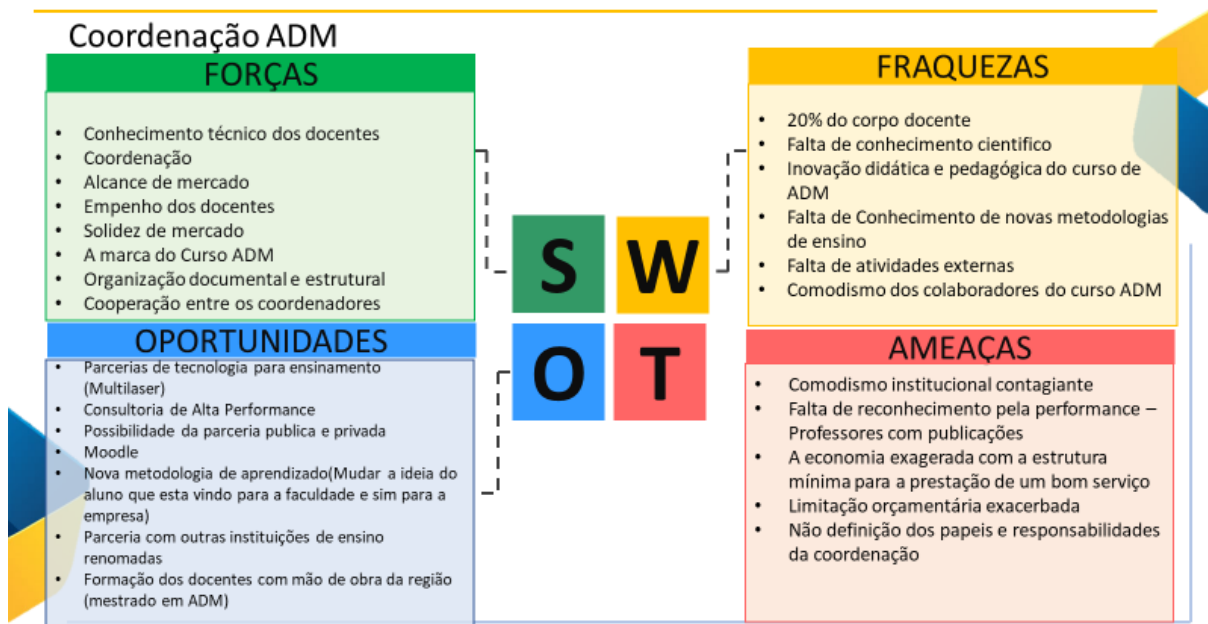 Coordenação ADM
FORÇAS
• Conhecimento técnico dos docentes
• Coordenação
• Alcance de mercado
• Empenho dos docentes
• Solidez de mercado
• A marca do Curso ADM
• Organização documental e estrutural
• Cooperação entre os coordenadores
FRAQUEZAS
• 20% do corpo docente
• Falta de conhecimento cientifico
• Inovação didática e pedagógica do curso de
ADM
• Falta de Conhecimento de novas metodologias
de ensino
• Falta de atividades externas
• Comodismo dos colaboradores do curso ADM
S W
O T
OPORTUNIDADES
• Parcerias de tecnologia para ensinamento
(Multilaser)
• Consultoria de Alta Performance
• Possibilidade da parceria publica e privada
• Moodle
• Nova metodologia de aprendizado(Mudar a ideia do
aluno que esta vindo para a faculdade e sim para a
empresa)
• Parceria com outras instituições de ensino
renomadas
• Formação dos docentes com mão de obra da região
(mestrado em ADM)
AMEAÇAS
• Comodismo institucional contagiante
• Falta de reconhecimento pela performance –
Professores com publicações
• A economia exagerada com a estrutura
mínima para a prestação de um bom serviço
• Limitação orçamentária exacerbada
• Não definição dos papeis e responsabilidades
da coordenação